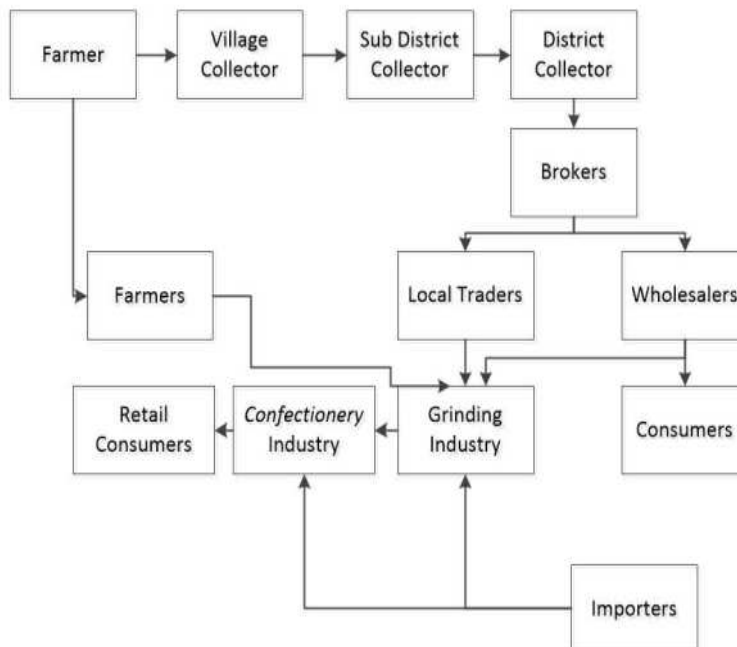 Farmer
Village
Collector
Sub District
Collector
District
Collector
Brokers
Farmers
Local Traders
Wholesalers
Retail
Consumers
Confectionery
Industry
Grinding
Industry
Consumers
Importers